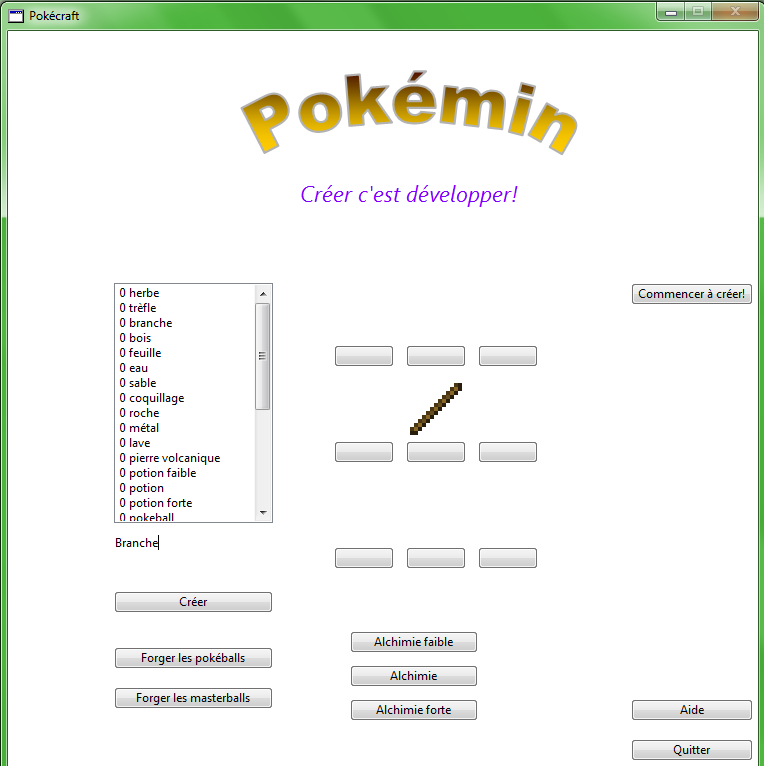 Pokécraft
Pokémin
Créer c'est développer!
0 herbe
0 trèfle
0 branche
0 bois
0 feuille
0 eau
0 sable
0 coquillage
0 roche
0 métal
0 lave
0 pierre volcanique
0 potion faible
0 potion
0 potion forte
0 pokeball
Branche
Créer
Forger les pokéballs
Forger les masterballs
Alchimie faible
Alchimie
Alchimie forte
Commencer à créer!
Aide
Quitter